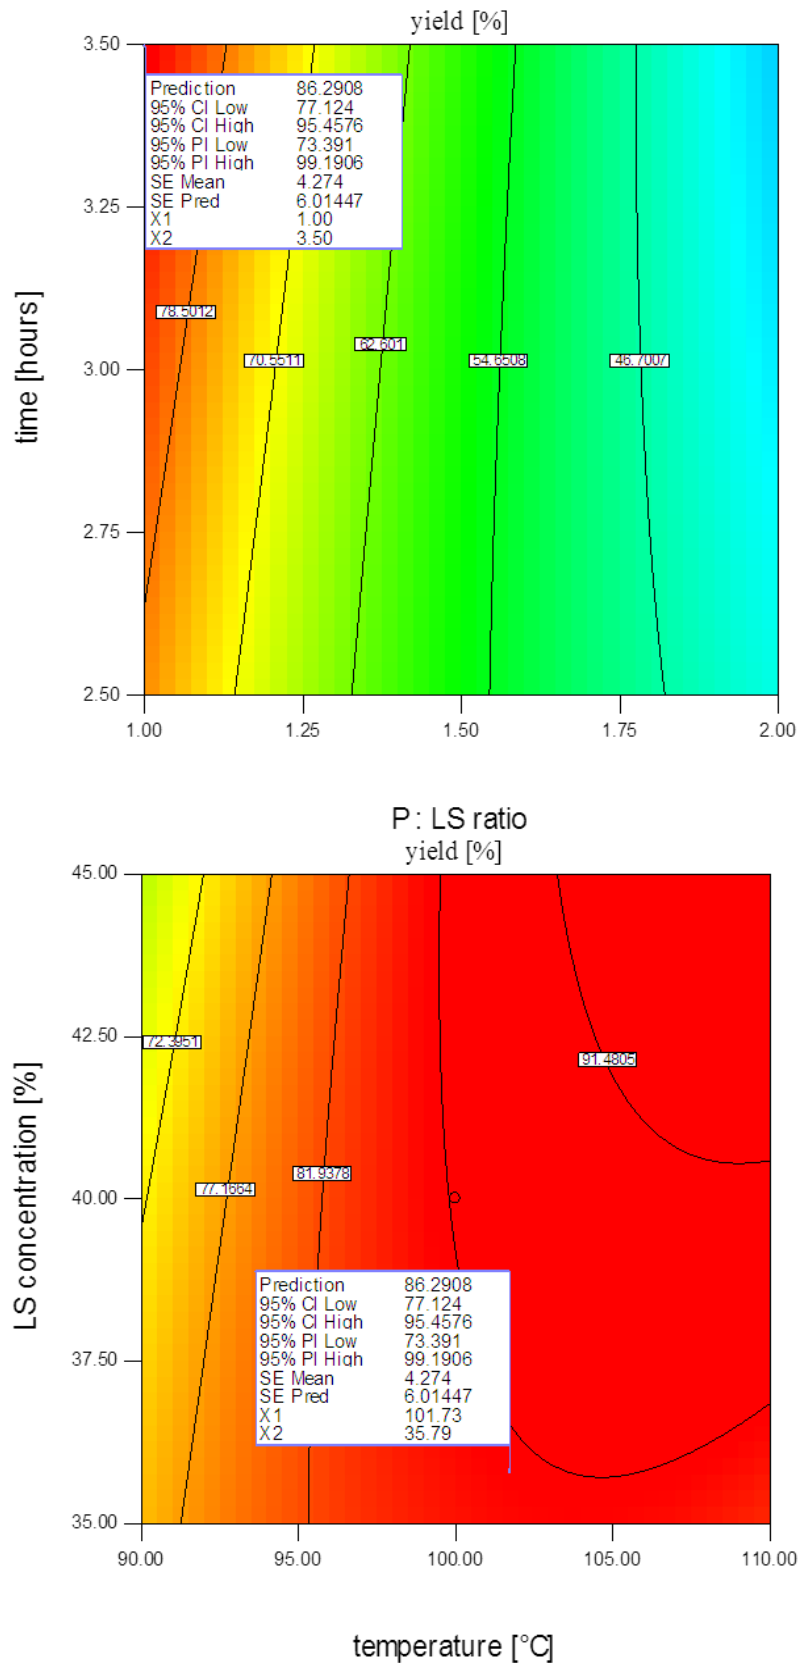 yield [%]
3.50
Prediction 86.2908
95% CI Low 77.124
95% CI High 95.4576
95% PI Low 73.391
95% PI High 99.1906
SE Mean 4.274
SE Pred 6.01447
X1 1.00
X2 3.50
3.25
time [hours]
78.5012
62.601
70.5511
54.6508
46.7007
3.00
2.75
2.50
1.00 1.25 1.50 1.75 2.00
P: LS ratio
yield [%]
45.00
42.50
72.3951
91.4805
LS concentration [%]
81.9378
77.1664
40.00
Prediction 86.2908
95% CI Low 77.124
95% CI High 95.4576
95% PI Low 73.391
95% PI High 99.1906
SE Mean 4.274
SE Pred 6.01447
X1 101.73
X2 35.79
37.50
35.00
90.00 95.00 100.00 105.00 110.00
temperature [°C]